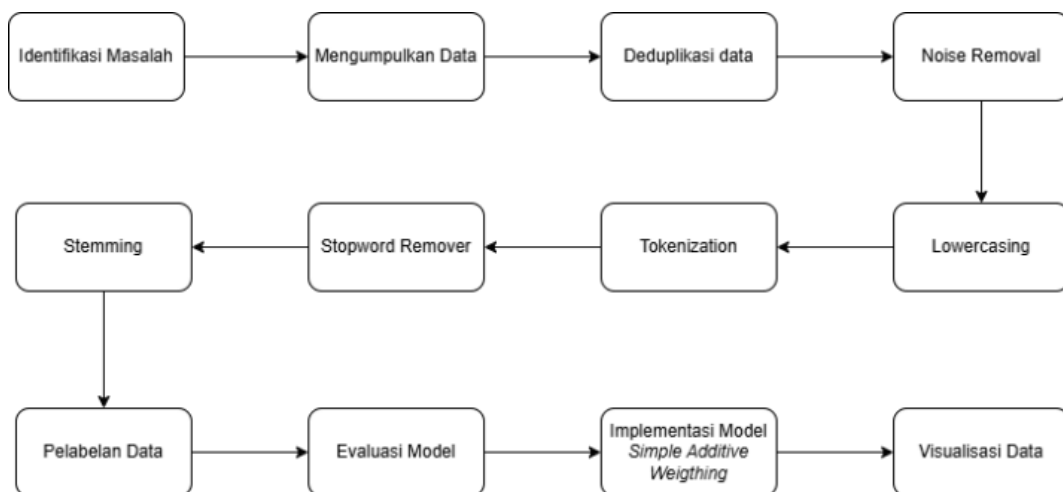 Identifikasi Masalah
Mengumpulkan Data
Deduplikasi data
Noise Removal
Lowercasing
Tokenization
Stopword Remover
Stemming
Pelabelan Data
Evaluasi Model
Implementasi Model
Simple Additive
Weigthing
Visualisasi Data